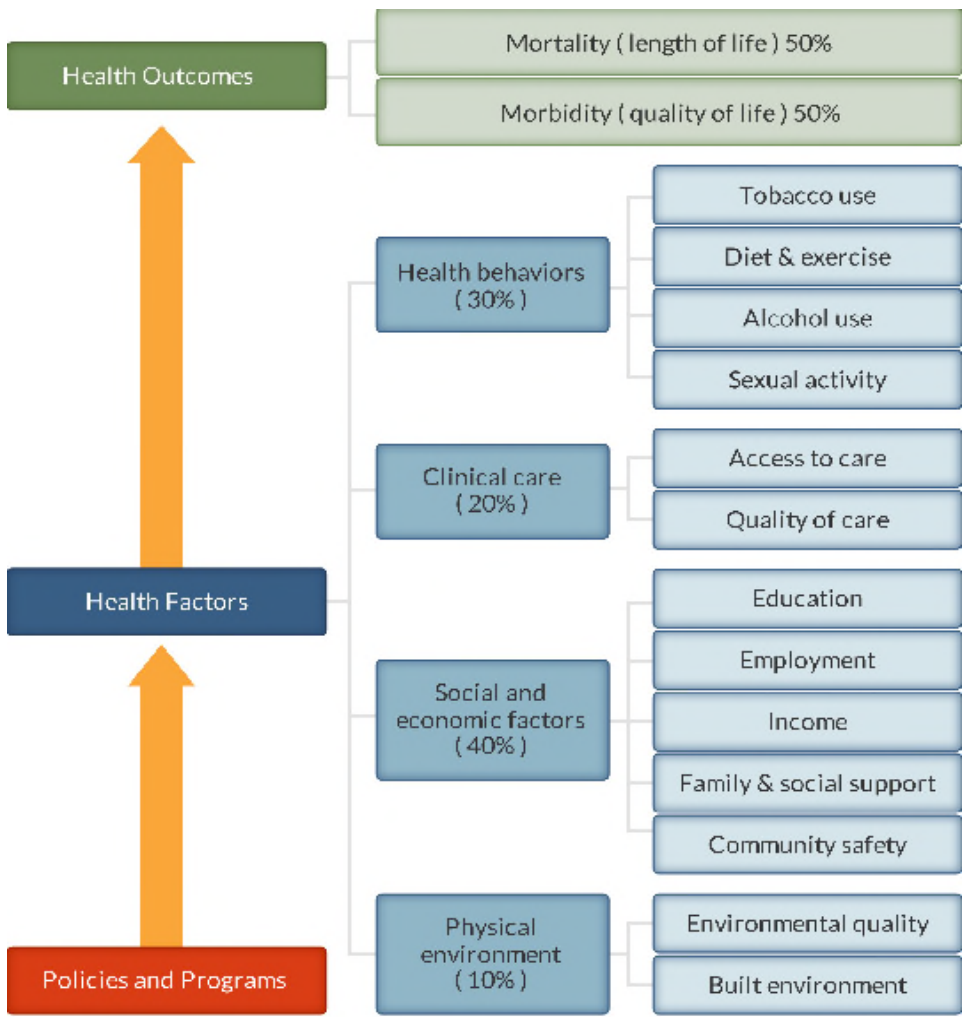 Health Outcomes
Mortality ( length of life ) 50%
Morbidity ( quality of life ) 50%
Health Factors
Health behaviors
( 30% )
Tobacco use
Diet & exercise
Alcohol use
Sexual activity
Clinical care
( 20% )
Access to care
Quality of care
Social and
economic factors
( 40% )
Education
Employment
Income
Family & social support
Community safety
Physical
environment
( 10% )
Environmental quality
Built environment
Policies and Programs